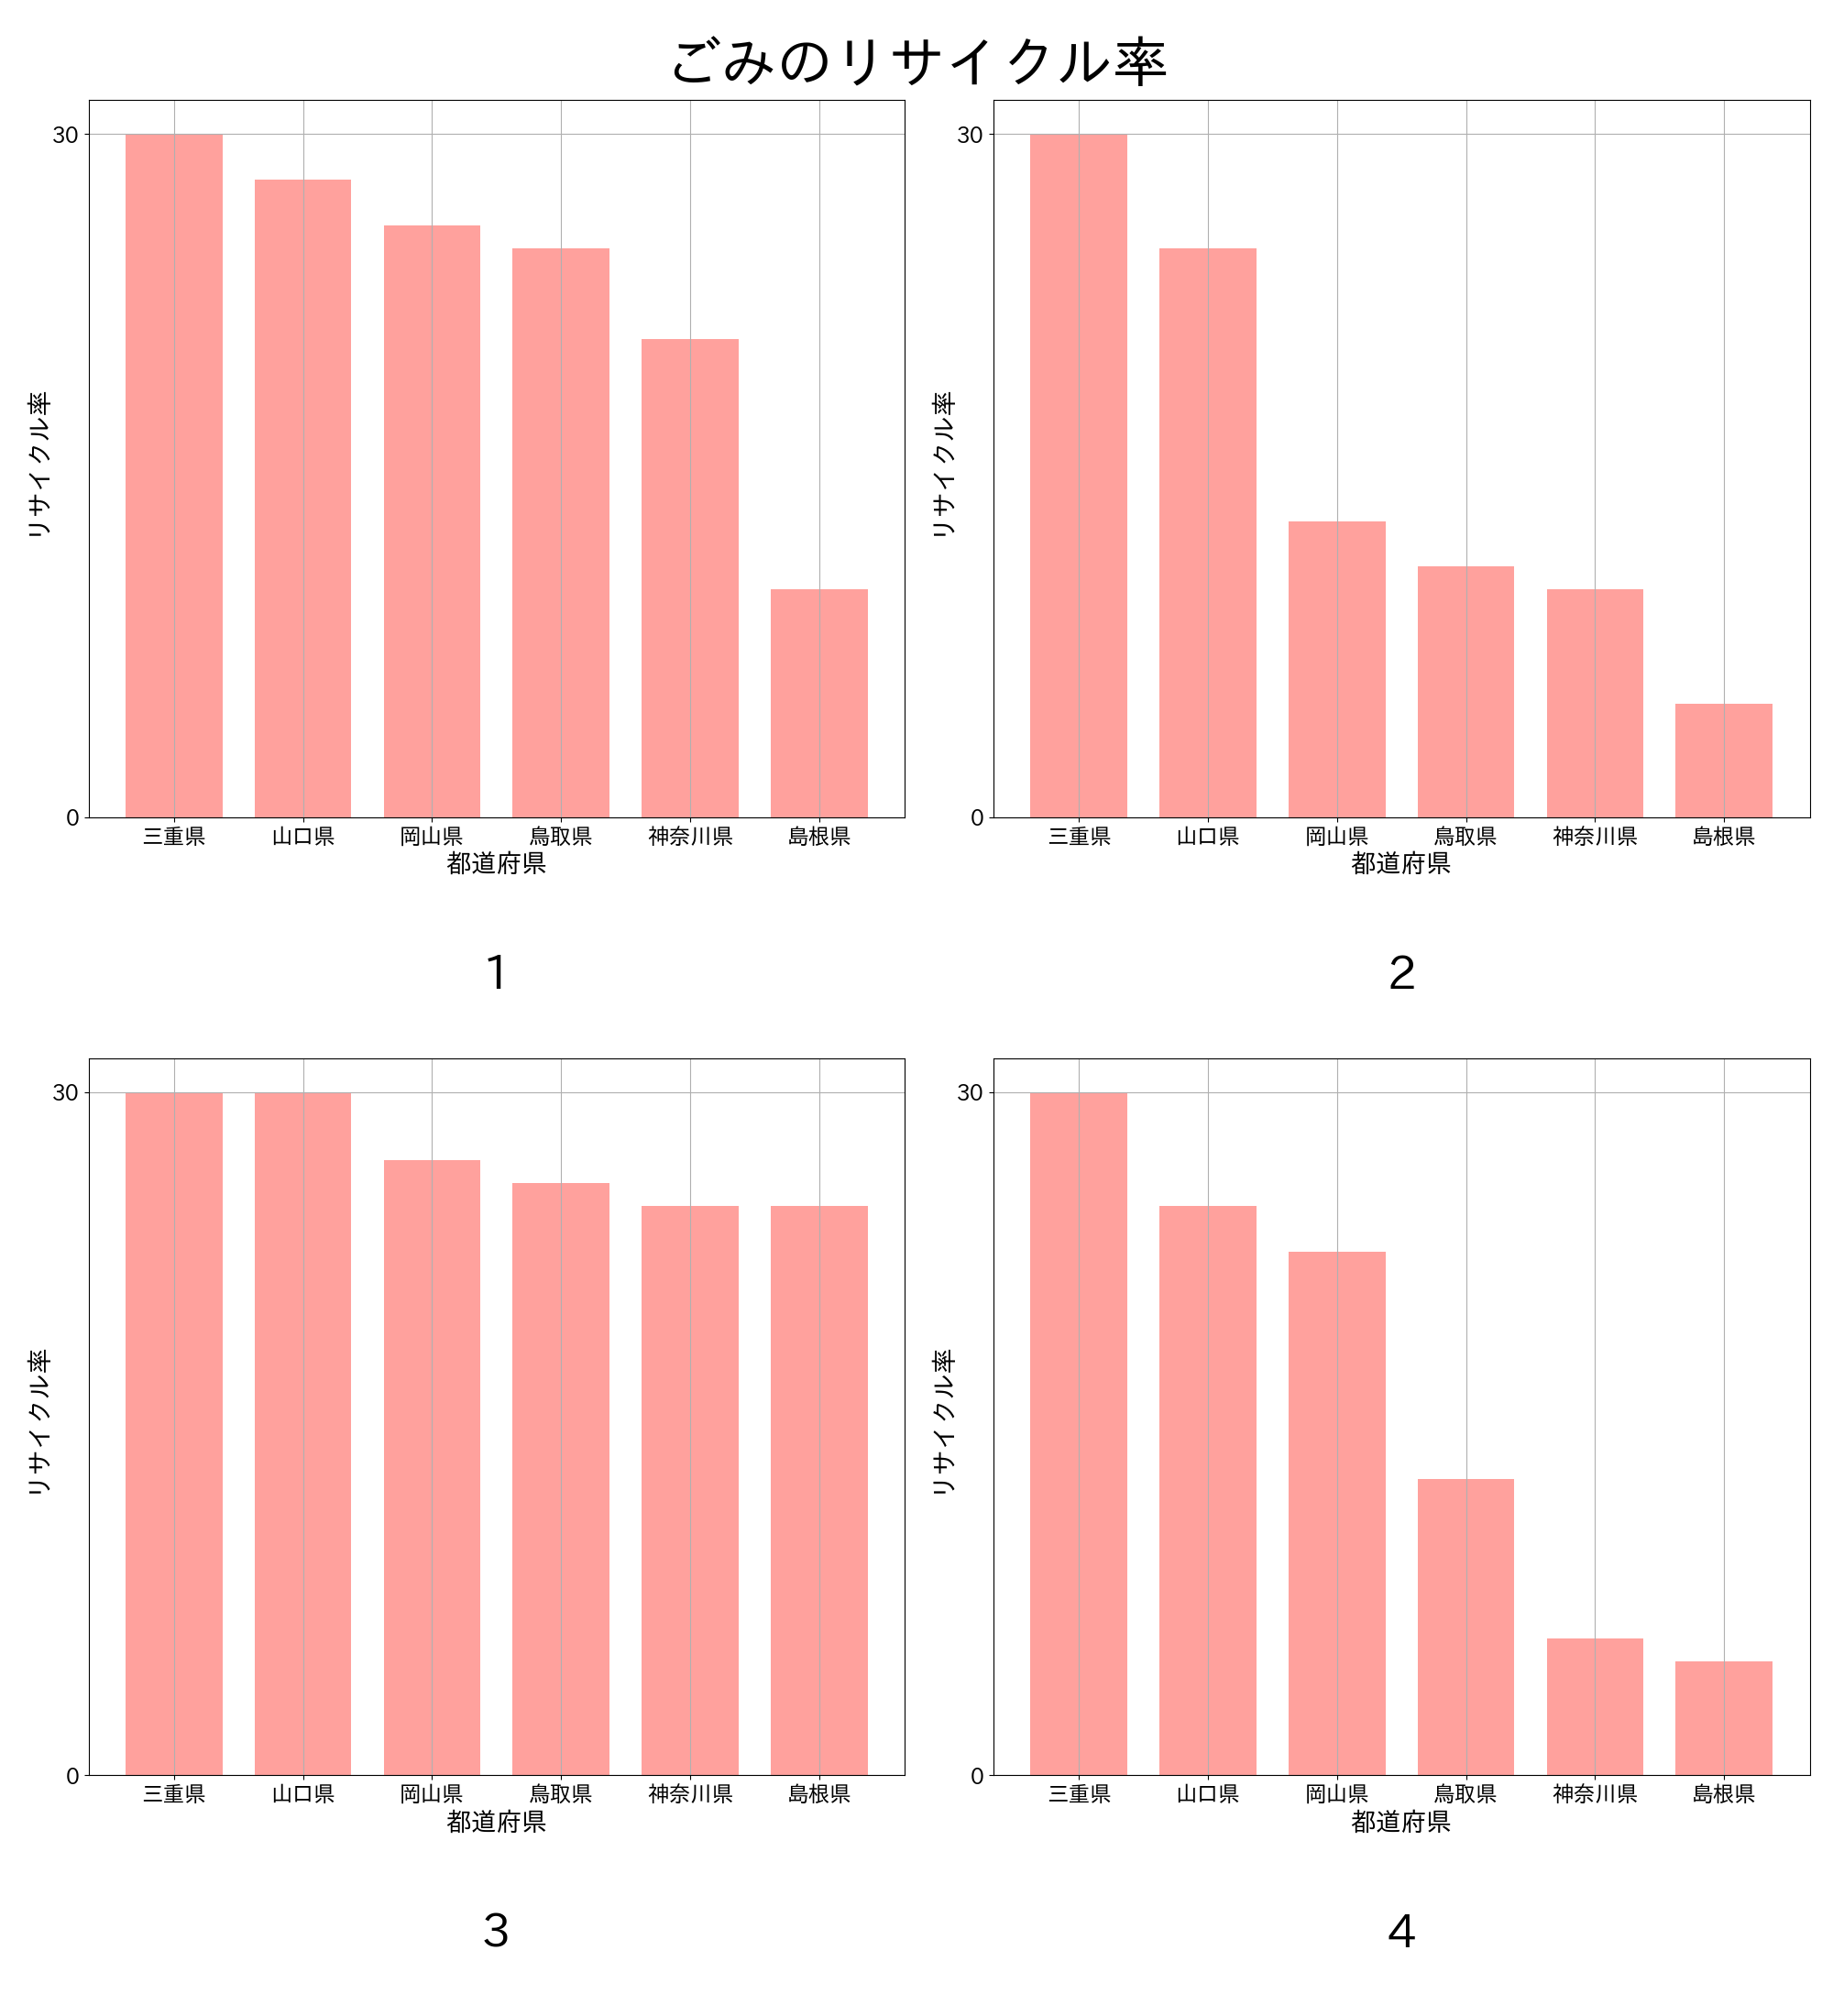 ごみのリサイクル率
30
リサイクル率
0
三重県 山口県 岡山県 鳥取県 神奈川県 島根県
都道府県
1
30
リサイクル率
0
三重県 山口県 岡山県 鳥取県 神奈川県 島根県
都道府県
2
30
リサイクル率
0
三重県 山口県 岡山県 鳥取県 神奈川県 島根県
都道府県
3
30
リサイクル率
0
三重県 山口県 岡山県 鳥取県 神奈川県 島根県
都道府県
4